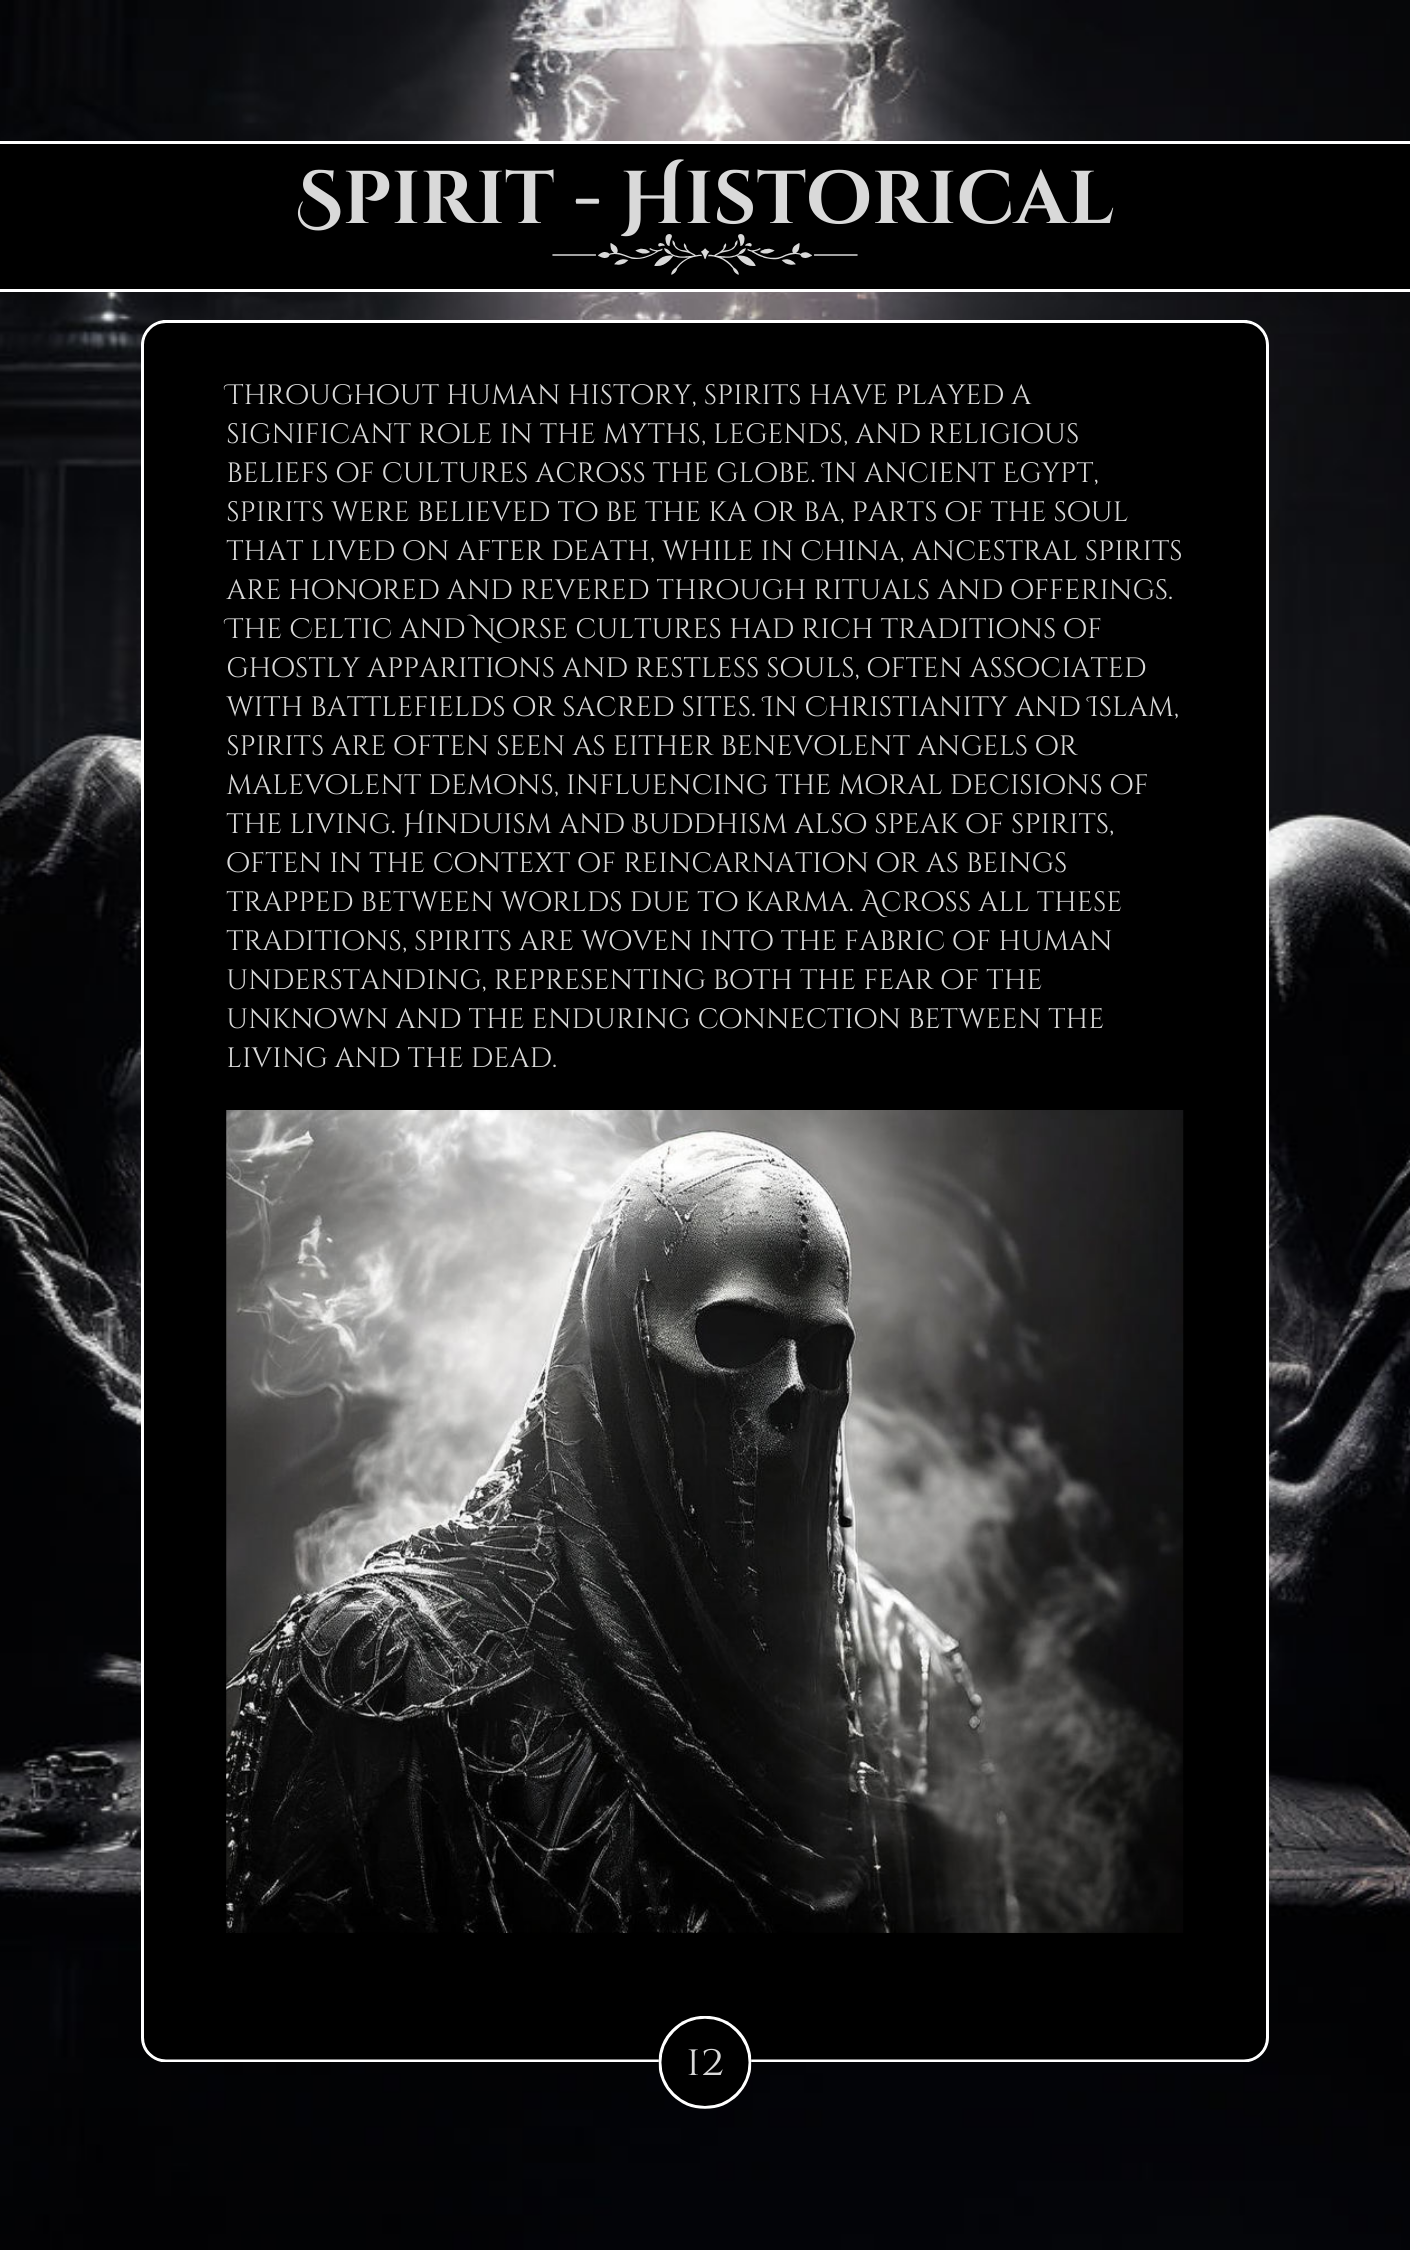 Spirit - Historical
Throughout human history, spirits have played a
significant role in the myths, legends, and religious
beliefs of cultures across the globe. In ancient Egypt,
spirits were believed to be the ka or ba, parts of the soul
that lived on after death, while in China, ancestral spirits
are honored and revered through rituals and offerings.
The Celtic and Norse cultures had rich traditions of
ghostly apparitions and restless souls, often associated
with battlefields or sacred sites. In Christianity and Islam,
spirits are often seen as either benevolent angels or
malevolent demons, influencing the moral decisions of
the living. Hinduism and Buddhism also speak of spirits,
often in the context of reincarnation or as beings
trapped between worlds due to karma. Across all these
traditions, spirits are woven into the fabric of human
understanding, representing both the fear of the
unknown and the enduring connection between the
living and the dead.
12